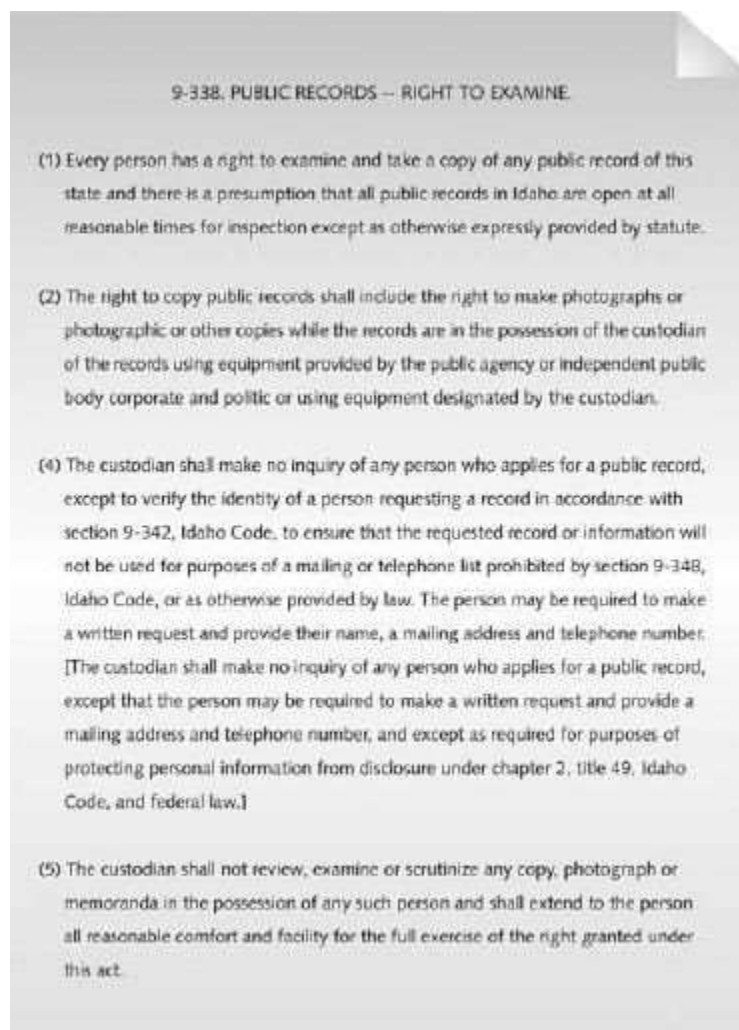 9-338. PUBLIC RECORDS -- RIGHT TO EXAMINE.
(1) Every person has a right to examine and take a copy of any public record of this
state and there is a presumption that all public records in Idaho are open at all
reasonable times for inspection except as otherwise expressly provided by statute.
(2) The right to copy public records shall include the right to make photographs or
photographic or other copies while the records are in the possession of the custodian
of the records using equipment provided by the public agency or independent public
body corporate and politic or using equipment designated by the custodian.
(4) The custodian shall make no inquiry of any person who applies for a public record,
except to verify the identity of a person requesting a record in accordance with
section 9-342, Idaho Code, to ensure that the requested record or information will
not be used for purposes of a mailing or telephone list prohibited by section 9-348,
Idaho Code, or as otherwise provided by law. The person may be required to make
a written request and provide their name, a mailing address and telephone number.
[The custodian shall make no inquiry of any person who applies for a public record,
except that the person may be required to make a written request and provide a
mailing address and telephone number, and except as required for purposes of
protecting personal information from disclosure under chapter 2, title 49, Idaho
Code, and federal law.]
(5) The custodian shall not review, examine or scrutinize any copy, photograph or
memoranda in the possession of any such person and shall extend to the person
all reasonable comfort and facility for the full exercise of the right granted under
this act.